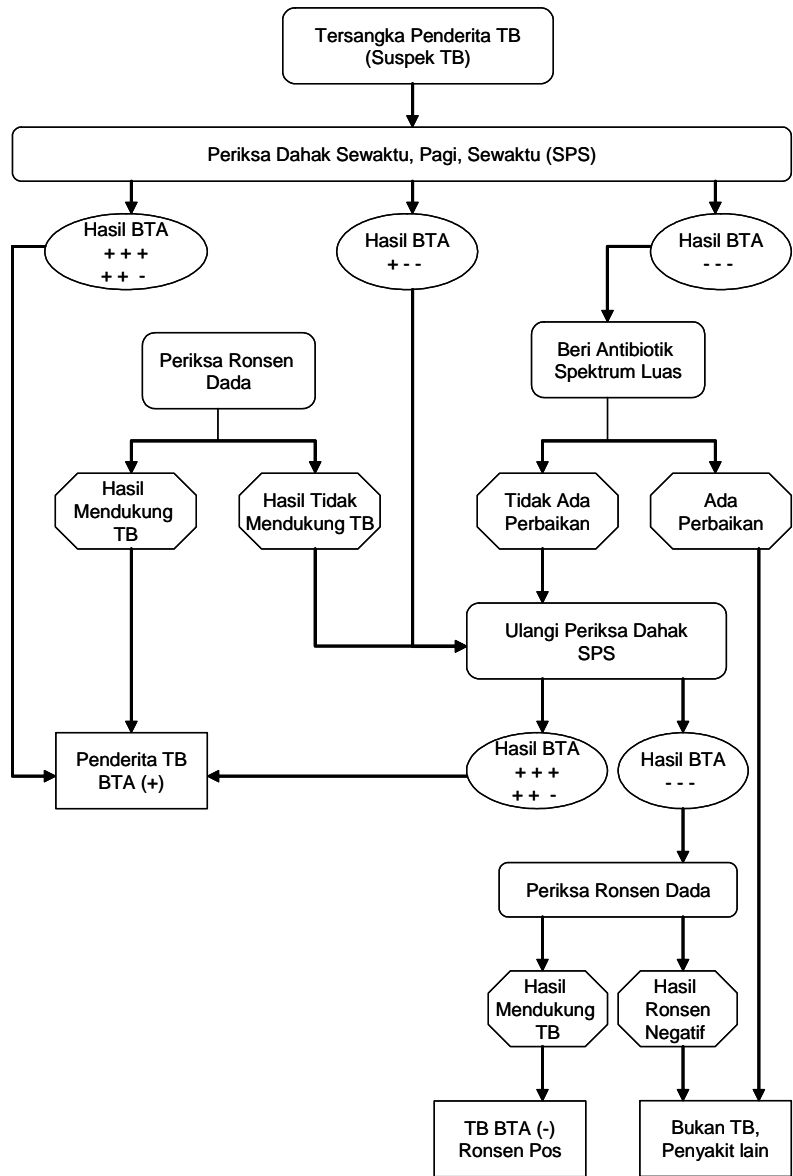 Tersangka Penderita TB
(Suspek TB)
Periksa Dahak Sewaktu, Pagi, Sewaktu (SPS)
Hasil BTA
+ + +
+ + -
Hasil BTA
+ - -
Hasil BTA
- - -
Periksa Ronsen
Dada
Beri Antibiotik
Spektrum Luas
Hasil
Mendukung
TB
Hasil Tidak
Mendukung TB
Tidak Ada
Perbaikan
Ada
Perbaikan
Ulangi Periksa Dahak
SPS
Penderita TB
BTA (+)
Hasil BTA
+ + +
+ + -
Hasil BTA
- - -
Periksa Ronsen Dada
Hasil
Mendukung
TB
Hasil
Ronsen
Negatif
TB BTA (-)
Ronsen Pos
Bukan TB,
Penyakit lain